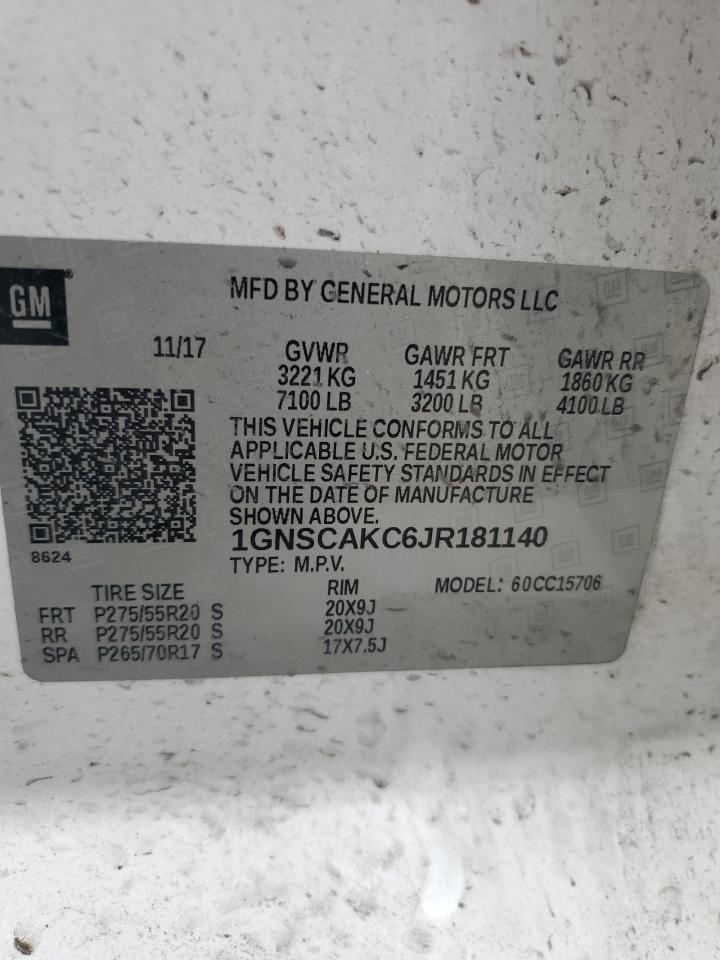 GM
MFD BY GENERAL MOTORS LLC
11/17 GVWR GAWR FRT GAWR RR
3221 KG 1451 KG 1860 KG
7100 LB 3200 LB 4100 LB
THIS VEHICLE CONFORMS TO ALL
APPLICABLE U.S. FEDERAL MOTOR
VEHICLE SAFETY STANDARDS IN EFFECT
ON THE DATE OF MANUFACTURE
SHOWN ABOVE.
1GNSCAKC6JR181140
8624
TYPE: M.P.V. MODEL: 60CC15706
TIRE SIZE RIM
FRT P275/55R20 S 20X9J
RR P275/55R20 S 20X9J
SPA P265/70R17 S 17X7.5J